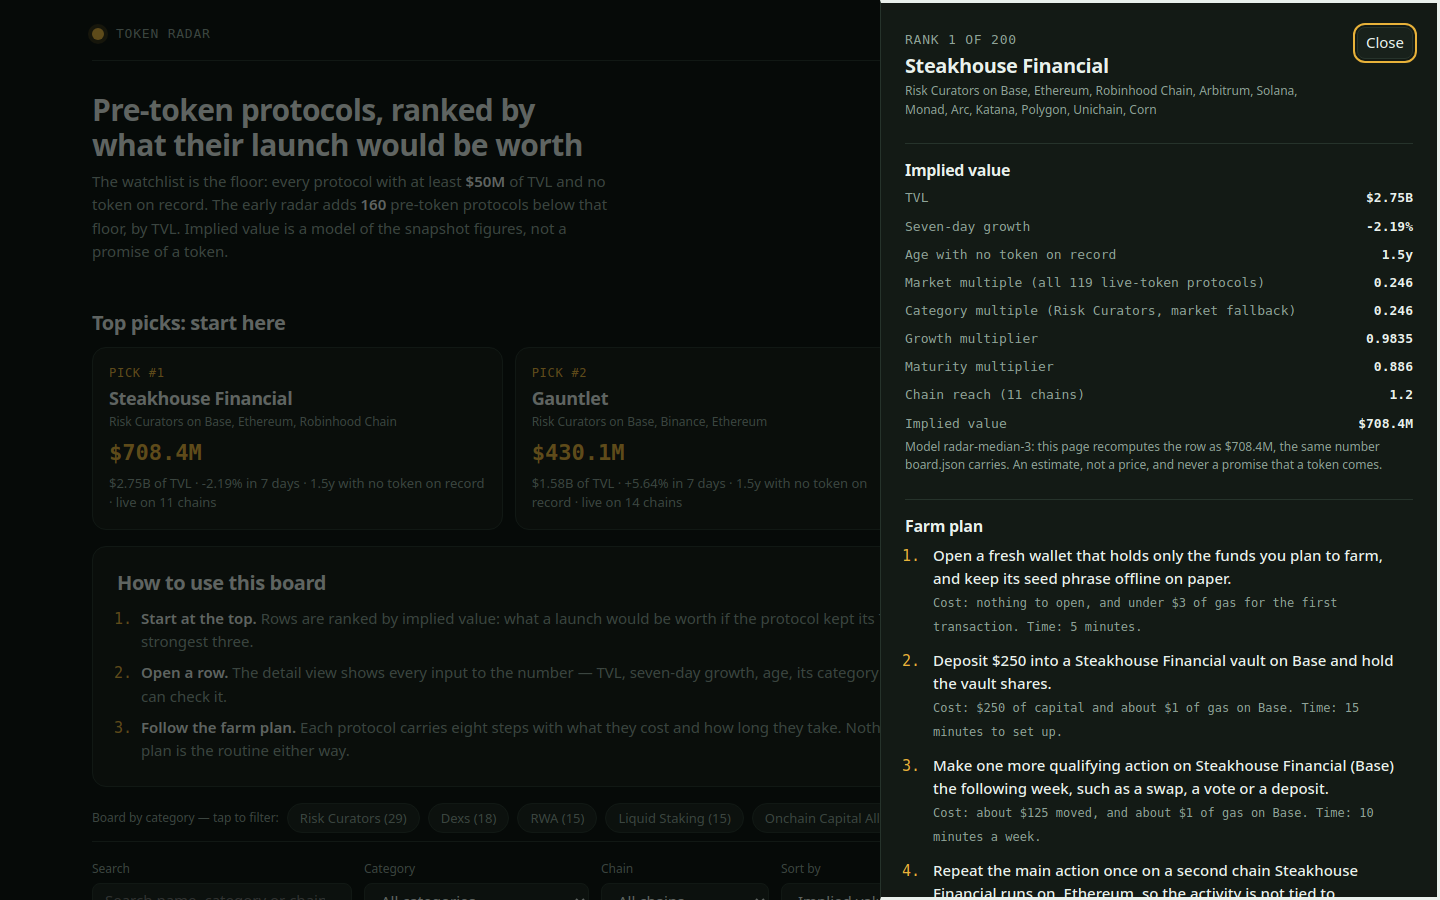 TOKEN RADAR
Pre-token protocols, ranked by
what their launch would be worth
The watchlist is the floor: every protocol with at least $50M of TVL and no
token on record. The early radar adds 160 pre-token protocols below that
floor, by TVL. Implied value is a model of the snapshot figures, not a
promise of a token.
Top picks: start here
PICK #1
Steakhouse Financial
Risk Curators on Base, Ethereum, Robinhood Chain
$708.4M
$2.75B of TVL · -2.19% in 7 days · 1.5y with no token on record
· live on 11 chains
PICK #2
Gauntlet
Risk Curators on Base, Binance, Ethereum
$430.1M
$1.58B of TVL · +5.64% in 7 days · 1.5y with no token on
record · live on 14 chains
How to use this board
1. Start at the top. Rows are ranked by implied value: what a launch would be worth if the protocol kept its
strongest three.
2. Open a row. The detail view shows every input to the number — TVL, seven-day growth, age, its category
can check it.
3. Follow the farm plan. Each protocol carries eight steps with what they cost and how long they take. Noth
plan is the routine either way.
Board by category — tap to filter: Risk Curators (29) Dexs (18) RWA (15) Liquid Staking (15) Onchain Capital All
Search Category Chain Sort by
Search name, category or chain All categories All chains Implied val
RANK 1 OF 200
Close
Steakhouse Financial
Risk Curators on Base, Ethereum, Robinhood Chain, Arbitrum, Solana,
Monad, Arc, Katana, Polygon, Unichain, Corn
Implied value
TVL $2.75B
Seven-day growth -2.19%
Age with no token on record 1.5y
Market multiple (all 119 live-token protocols) 0.246
Category multiple (Risk Curators, market fallback) 0.246
Growth multiplier 0.9835
Maturity multiplier 0.886
Chain reach (11 chains) 1.2
Implied value $708.4M
Model radar-median-3: this page recomputes the row as $708.4M, the same number
board.json carries. An estimate, not a price, and never a promise that a token comes.
Farm plan
1. Open a fresh wallet that holds only the funds you plan to farm,
and keep its seed phrase offline on paper.
Cost: nothing to open, and under $3 of gas for the first
transaction. Time: 5 minutes.
2. Deposit $250 into a Steakhouse Financial vault on Base and hold
the vault shares.
Cost: $250 of capital and about $1 of gas on Base. Time: 15
minutes to set up.
3. Make one more qualifying action on Steakhouse Financial (Base)
the following week, such as a swap, a vote or a deposit.
Cost: about $125 moved, and about $1 of gas on Base. Time: 10
minutes a week.
4. Repeat the main action once on a second chain Steakhouse
Financial runs on, Ethereum, so the activity is not tied to